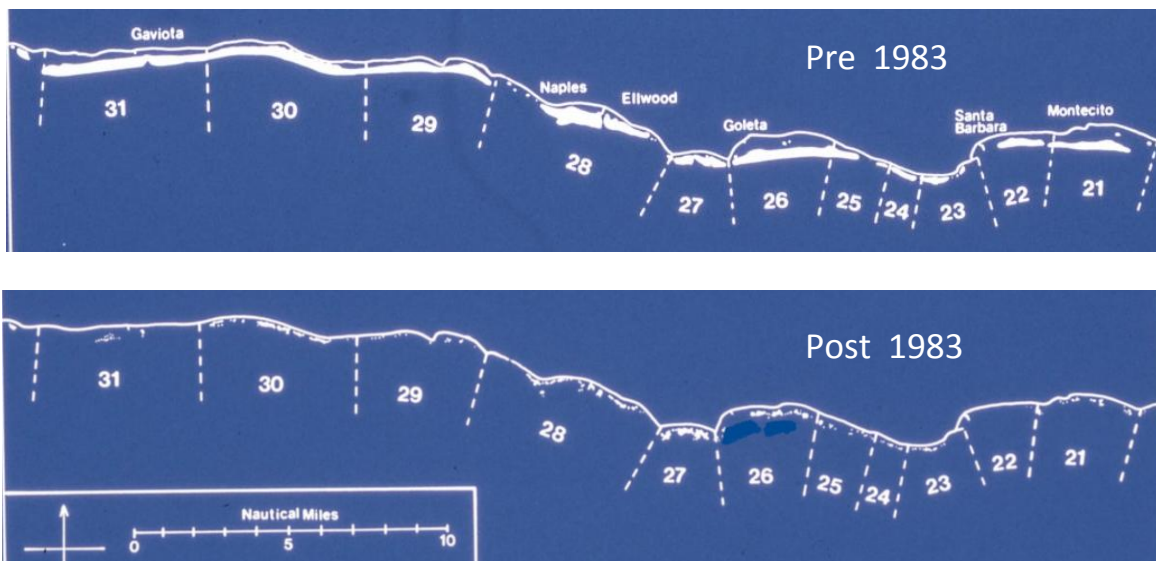 Pre 1983
Gaviota
Naples
Ellwood
Goleta
Santa
Barbara
Montecito
31
30
29
28
27
26
25
24
23
22
21
Post 1983
31
30
29
28
27
26
25
24
23
22
21
Nautical Miles
0
5
10